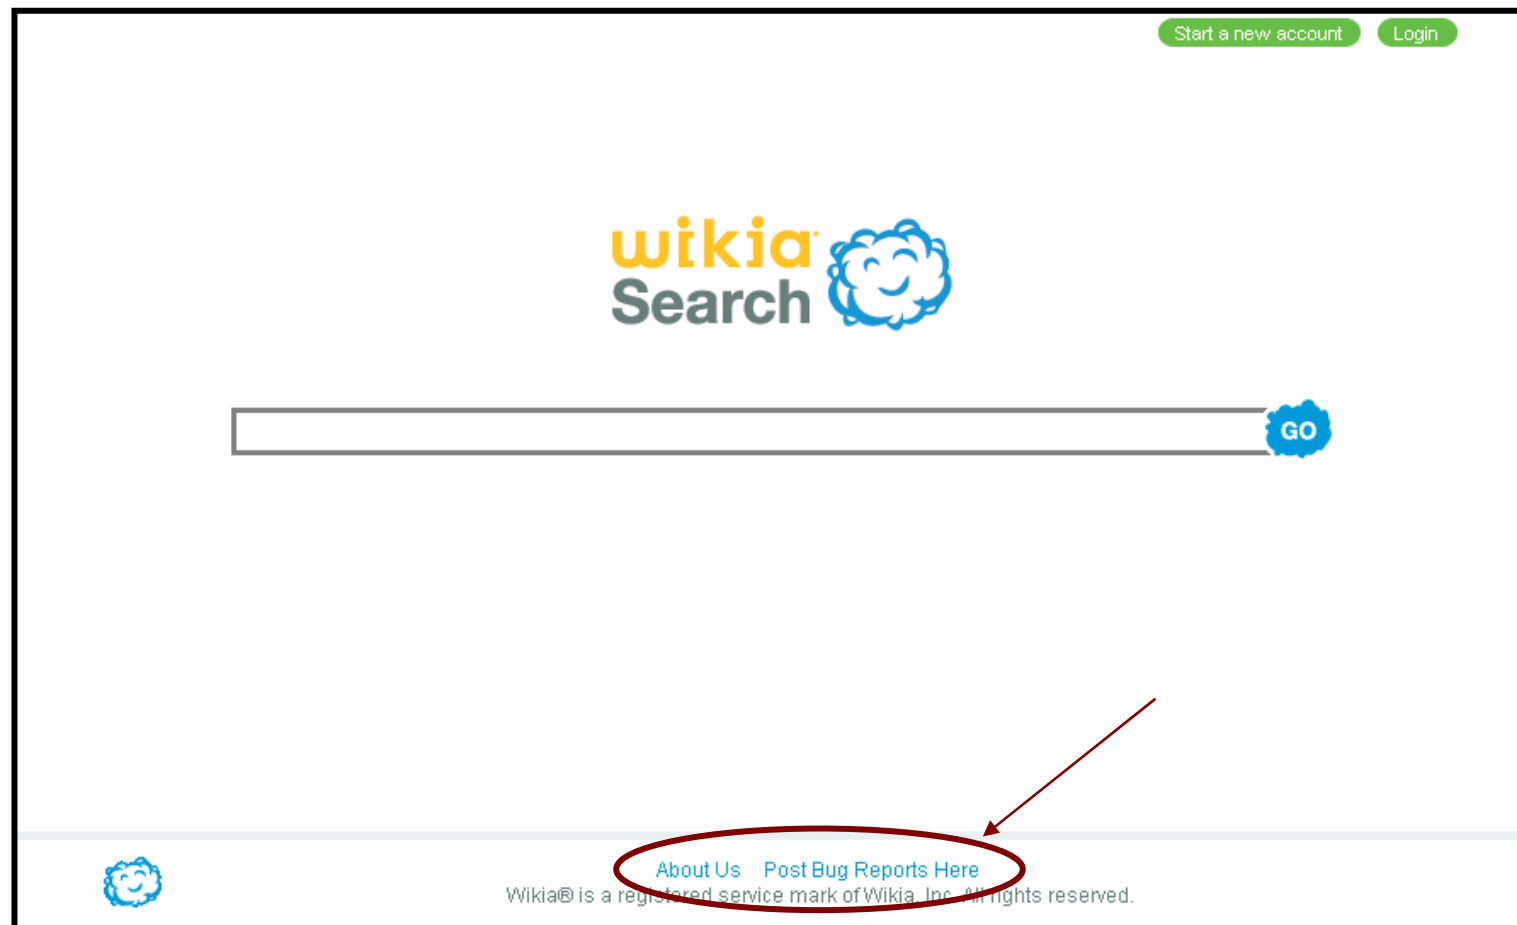 Start a new account Login
wikia
Search
GO
About Us Post Bug Reports Here
Wikia® is a registered service mark of Wikia, Inc. All rights reserved.